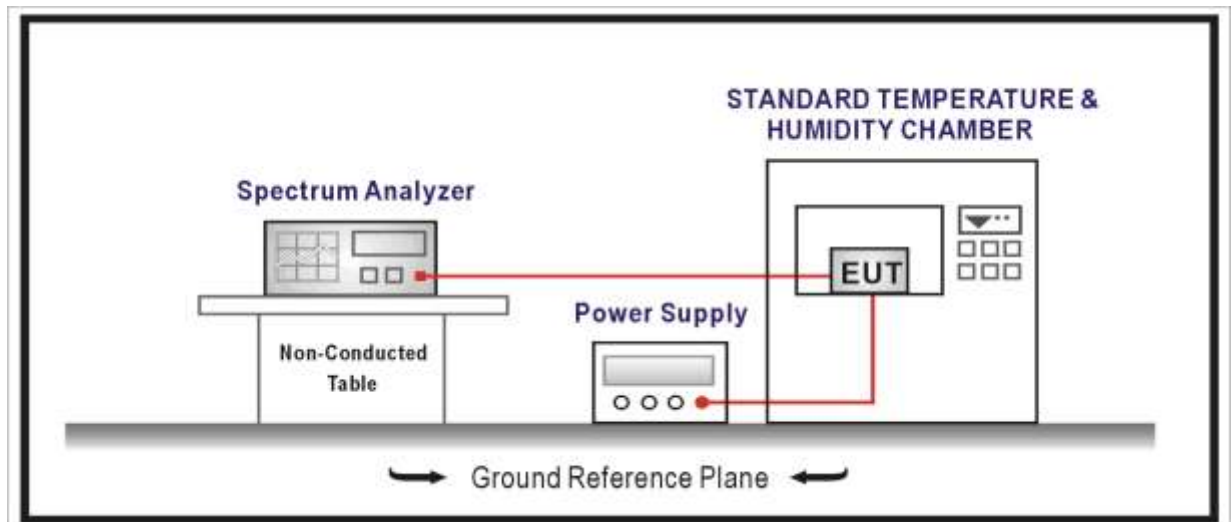 STANDARD TEMPERATURE &
HUMIDITY CHAMBER
Spectrum Analyzer
EUT
Power Supply
Non-Conducted
Table
Ground Reference Plane